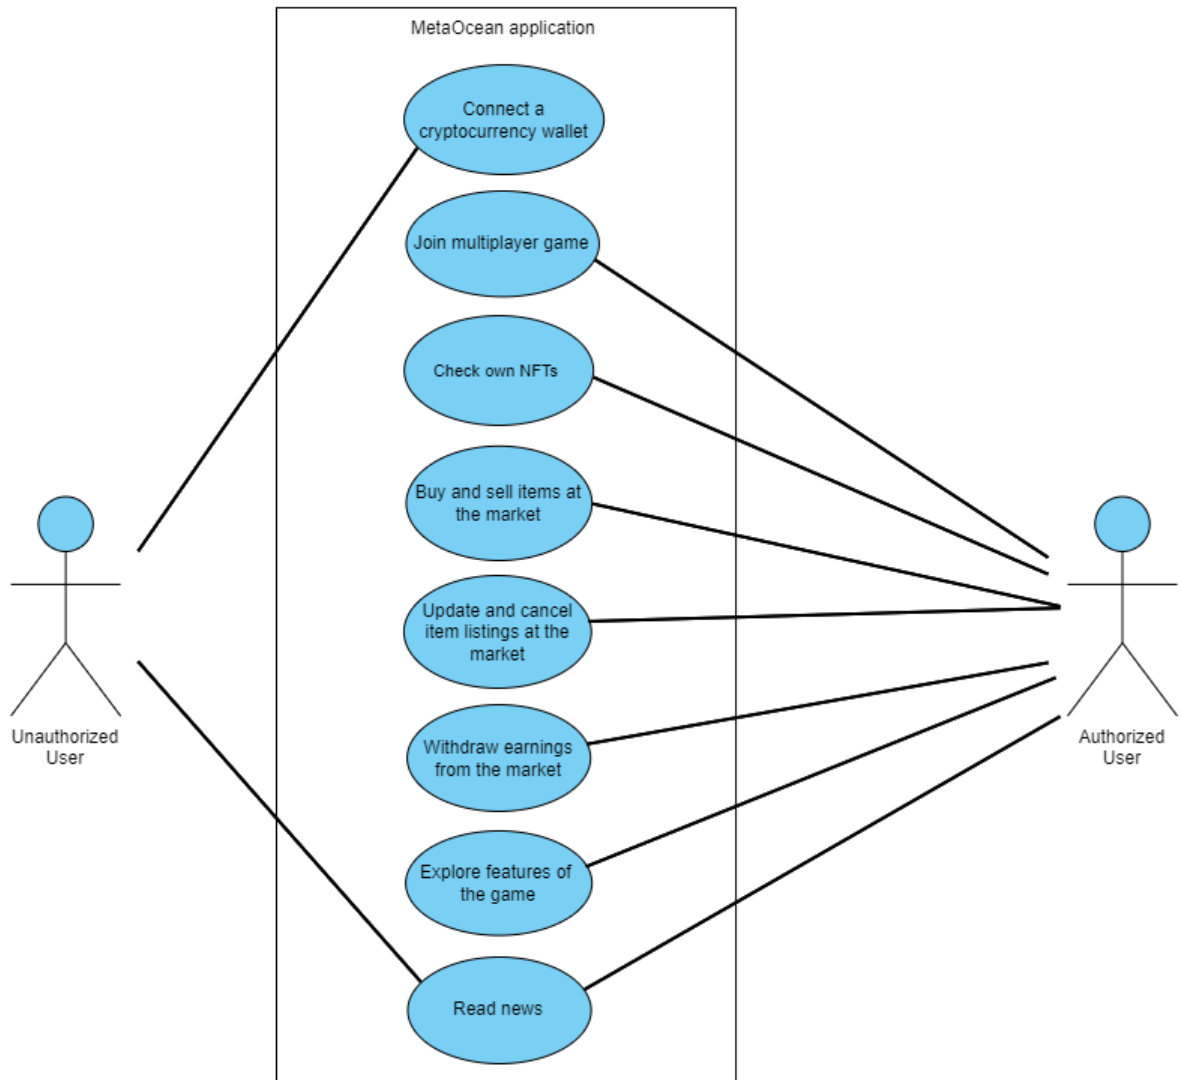 MetaOcean application
Connect a
cryptocurrency wallet
Join multiplayer game
Check own NFTs
Buy and sell items at
the market
Update and cancel
item listings at the
market
Withdraw earnings
from the market
Explore features of
the game
Read news
Unauthorized
User
Authorized
User